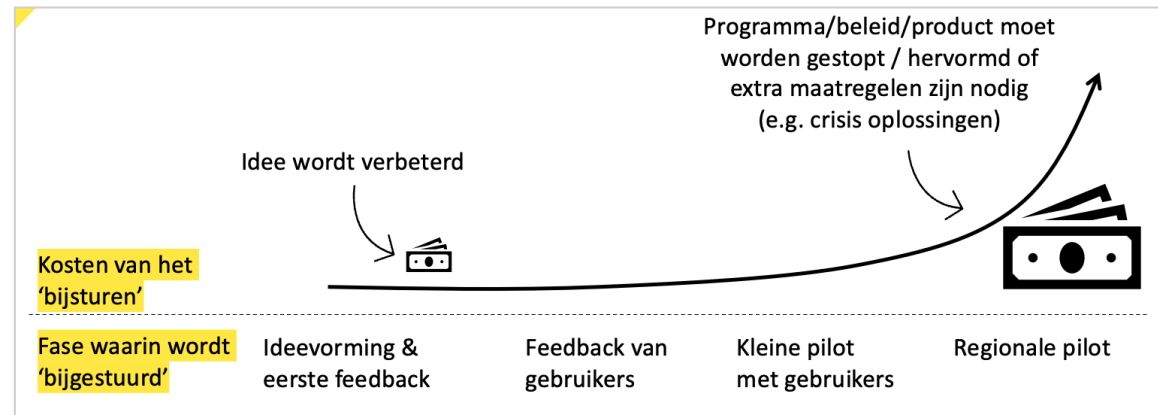 Programma/beleid/product moet
worden gestopt / hervormd of
extra maatregelen zijn nodig
(e.g. crisis oplossingen)
Idee wordt verbeterd
Kosten van het
‘bijsturen’
Fase waarin wordt
‘bijgestuurd’
Ideevorming &
eerste feedback
Feedback van
gebruikers
Kleine pilot
met gebruikers
Regionale pilot